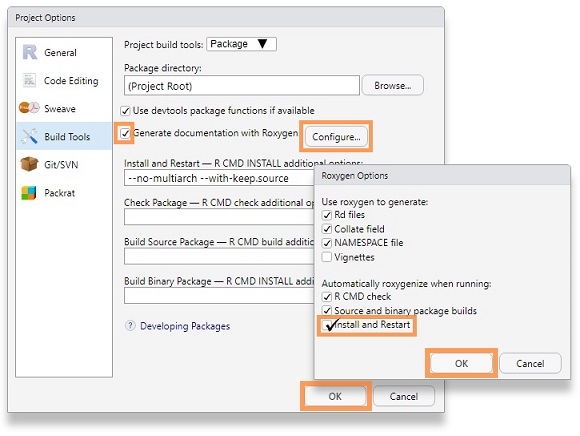 Project Options
General
Code Editing
Sweave
Build Tools
Git/SVN
Packrat
Project build tools: Package
Package directory:
(Project Root)
Browse...
Use devtools package functions if available
Generate documentation with Roxygen
Configure...
Install and Restart — R CMD INSTALL additional options:
--no-multiarch --with-keep.source
Check Package — R CMD check additional op
Build Source Package — R CMD build additio
Build Binary Package — R CMD INSTALL addi
Developing Packages
OK
Cancel
Roxygen Options
Use roxygen to generate:
Rd files
Collate field
NAMESPACE file
Vignettes
Automatically roxygenize when running:
R CMD check
Source and binary package builds
Install and Restart
OK
Cancel